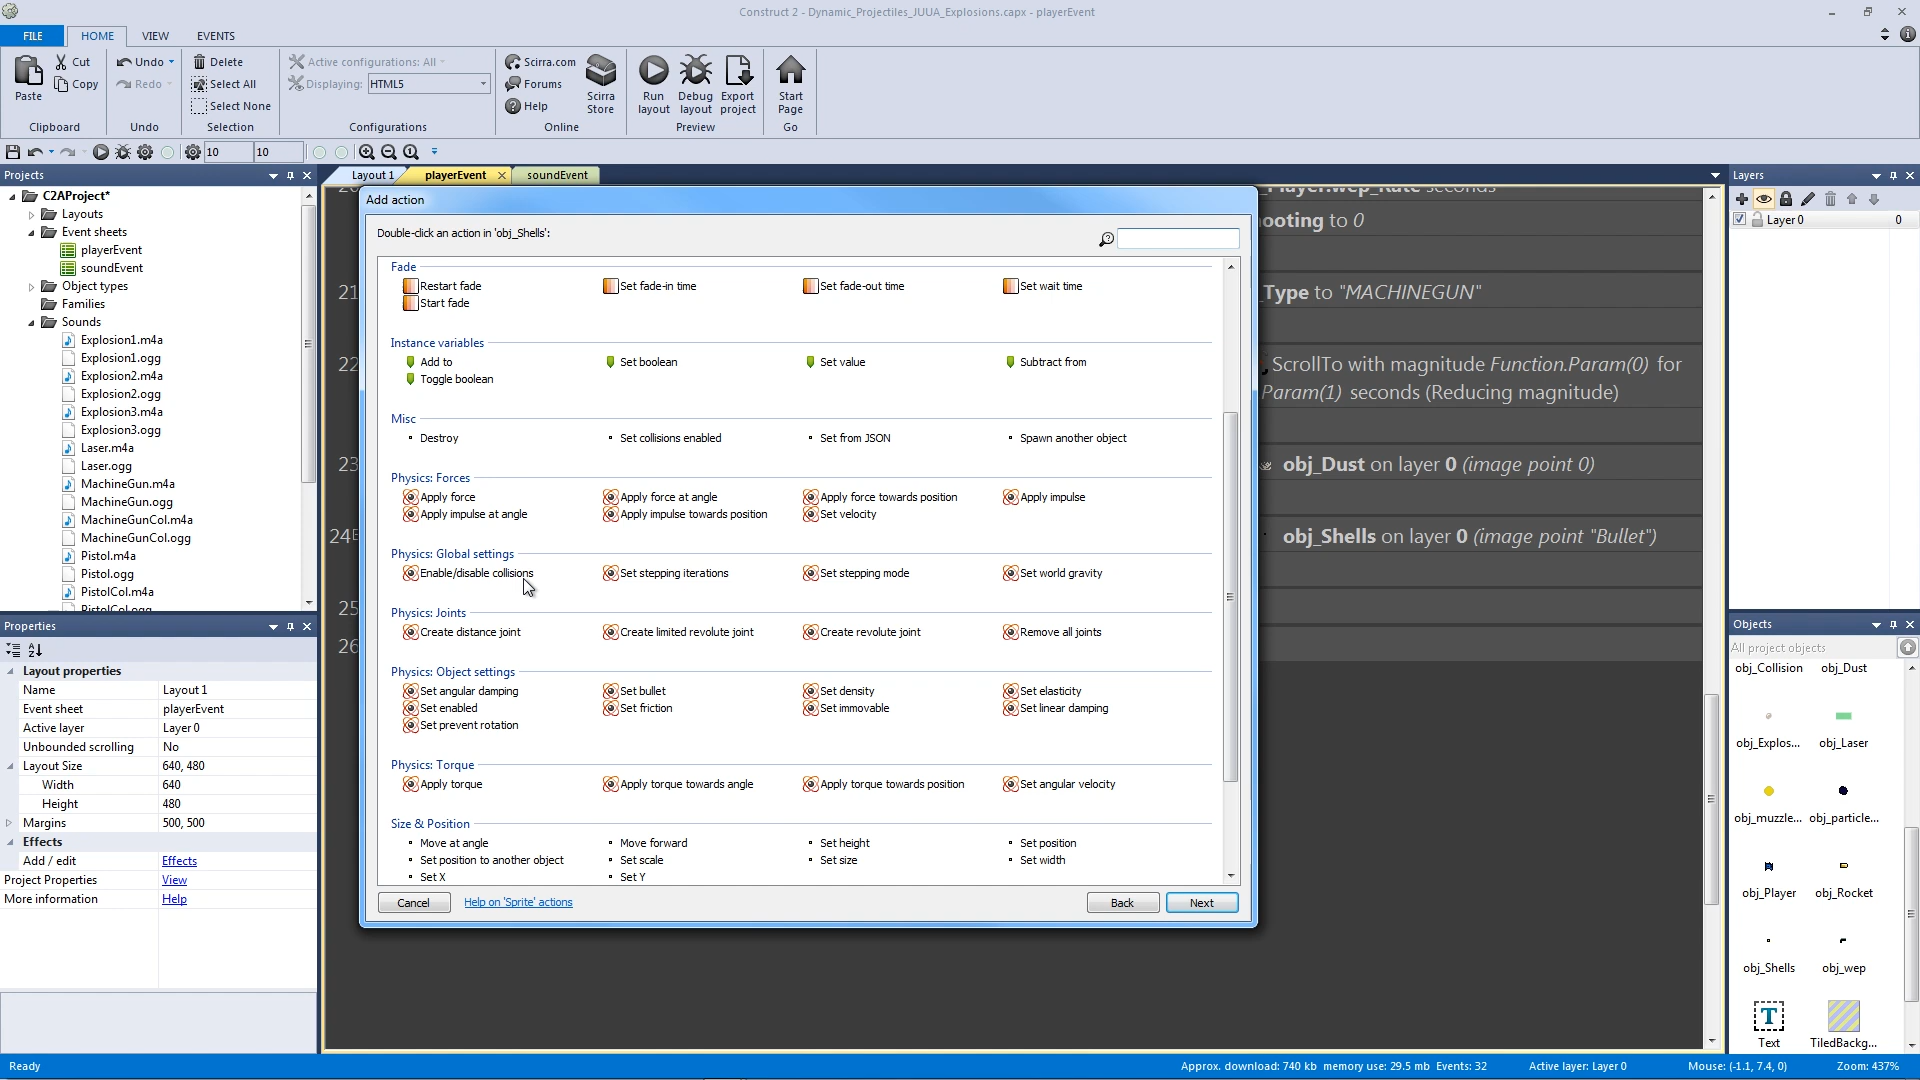 Construct 2 - Dynamic_Projectiles_JUUA_Explosions.capx - playerEvent
FILE
HOME
VIEW
EVENTS
Paste
Cut
Copy
Clipboard
Undo
Redo
Undo
Delete
Select All
Select None
Selection
Active configurations: All
Displaying: HTML5
Configurations
Scirra.com
Forums
Help
Scirra Store
Online
Run layout
Debug layout
Export project
Preview
Start Page
Go
10
10
Projects
C2AProject*
Layouts
Event sheets
playerEvent
soundEvent
Object types
Families
Sounds
Explosion1.m4a
Explosion1.ogg
Explosion2.m4a
Explosion2.ogg
Explosion3.m4a
Explosion3.ogg
Laser.m4a
Laser.ogg
MachineGun.m4a
MachineGun.ogg
MachineGunCol.m4a
MachineGunCol.ogg
Pistol.m4a
Pistol.ogg
PistolCol.m4a
PistolCol.ogg
Properties
Layout properties
Name Layout 1
Event sheet playerEvent
Active layer Layer 0
Unbounded scrolling No
Layout Size 640, 480
Width 640
Height 480
Margins 500, 500
Effects
Add / edit Effects
Project Properties View
More information Help
Layout 1
playerEvent
soundEvent
Add action
Double-click an action in 'obj_Shells':
Fade
Restart fade Set fade-in time Set fade-out time Set wait time
Start fade
Instance variables
Add to Set boolean Set value Subtract from
Toggle boolean
Misc
Destroy Set collisions enabled Set from JSON Spawn another object
Physics: Forces
Apply force Apply force at angle Apply force towards position Apply impulse
Apply impulse at angle Apply impulse towards position Set velocity
Physics: Global settings
Enable/disable collisions Set stepping iterations Set stepping mode Set world gravity
Physics: Joints
Create distance joint Create limited revolute joint Create revolute joint Remove all joints
Physics: Object settings
Set angular damping Set bullet Set density Set elasticity
Set enabled Set friction Set immovable Set linear damping
Set prevent rotation
Physics: Torque
Apply torque Apply torque towards angle Apply torque towards position Set angular velocity
Size & Position
Move at angle Move forward Set height Set position
Set position to another object Set scale Set size Set width
Set X Set Y
Cancel
Help on 'Sprite' actions
Back
Next
_Player.wep_Rate seconds
ooting to 0
21
_Type to "MACHINEGUN"
22
ScrollTo with magnitude Function.Param(0) for
Param(1) seconds (Reducing magnitude)
23
obj_Dust on layer 0 (image point 0)
24
obj_Shells on layer 0 (image point "Bullet")
25
26
Layers
Layer 0 0
Objects
All project objects
obj_Collision obj_Dust
obj_Explos... obj_Laser
obj_muzzle... obj_particle...
obj_Player obj_Rocket
obj_Shells obj_wep
T
Text TiledBackg...
Ready
Approx. download: 740 kb memory use: 29.5 mb Events: 32
Active layer: Layer 0
Mouse: (-1.1, 7.4, 0)
Zoom: 437%